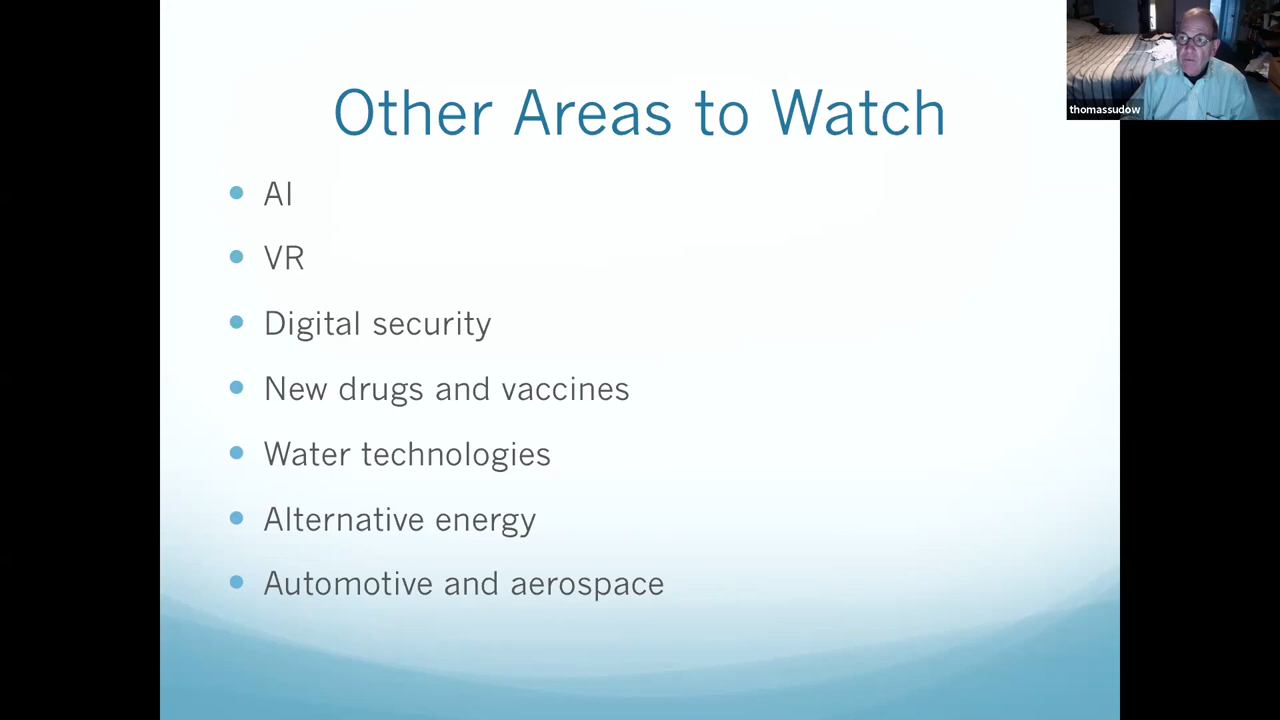 Other Areas to Watch
thomassudow
AI
VR
Digital security
New drugs and vaccines
Water technologies
Alternative energy
Automotive and aerospace